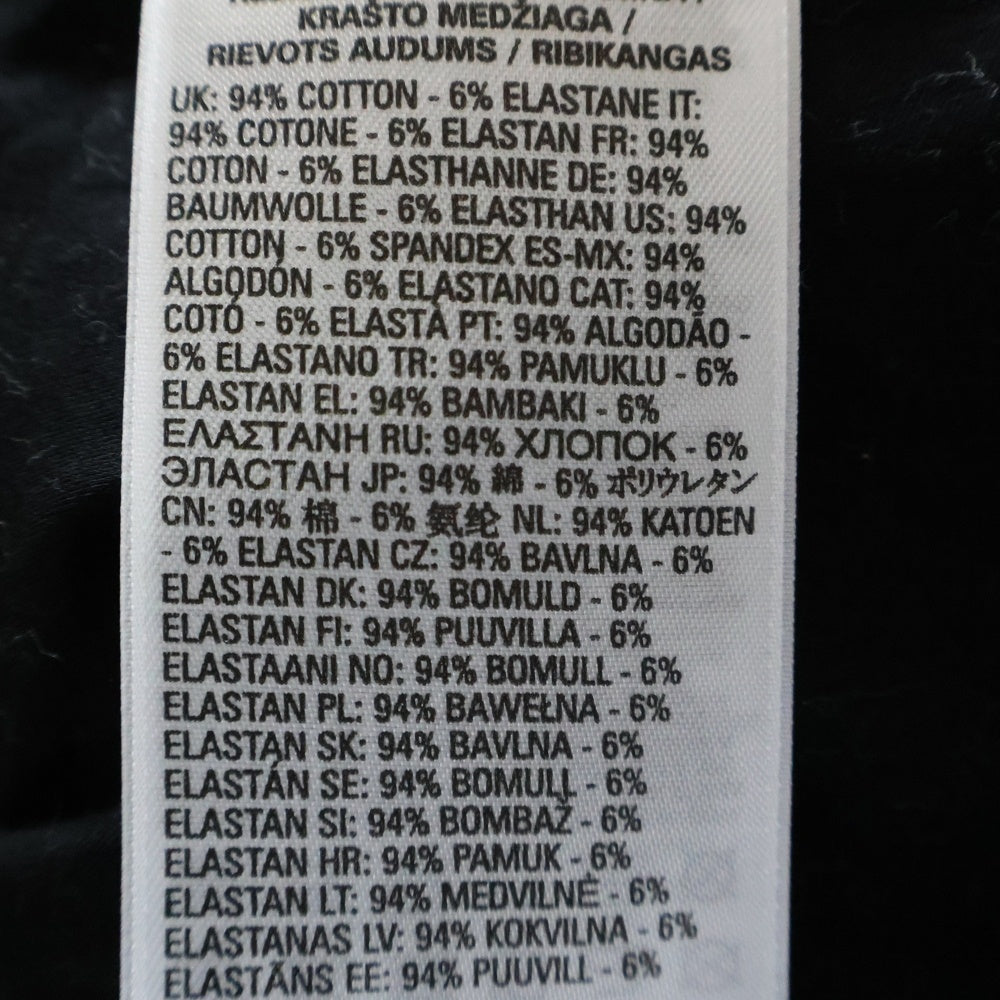 KRAŠTO MEDŽIAGA /
RIEVOTS AUDUMS / RIBIKANGAS
UK: 94% COTTON - 6% ELASTANE IT:
94% COTONE - 6% ELASTAN FR: 94%
COTON - 6% ELASTHANNE DE: 94%
BAUMWOLLE - 6% ELASTHAN US: 94%
COTTON - 6% SPANDEX ES-MX: 94%
ALGODÓN - 6% ELASTANO CAT: 94%
COTÓ - 6% ELASTÀ PT: 94% ALGODÃO -
6% ELASTANO TR: 94% PAMUKLU - 6%
ELASTAN EL: 94% BAMBAKI - 6%
ΕΛΑΣΤΑΝΗ RU: 94% ХЛОПОК - 6%
ЭЛАСТАН JP: 94% 綿 - 6% ポリウレタン
CN: 94% 棉 - 6% 氨纶 NL: 94% KATOEN
- 6% ELASTAN CZ: 94% BAVLNA - 6%
ELASTAN DK: 94% BOMULD - 6%
ELASTAN FI: 94% PUUVILLA - 6%
ELASTAANI NO: 94% BOMULL - 6%
ELASTAN PL: 94% BAWEŁNA - 6%
ELASTAN SK: 94% BAVLNA - 6%
ELASTÁN SE: 94% BOMULL - 6%
ELASTAN SI: 94% BOMBAŽ - 6%
ELASTAN HR: 94% PAMUK - 6%
ELASTAN LT: 94% MEDVILNĖ - 6%
ELASTANAS LV: 94% KOKVILNA - 6%
ELASTĀNS EE: 94% PUUVILL - 6%